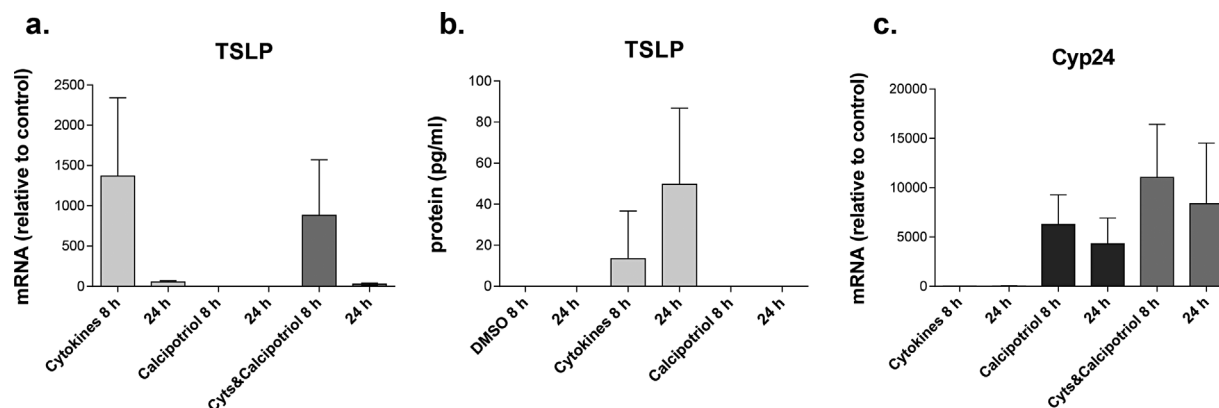 a.
TSLP
mRNA (relative to control)
2500
2000
1500
1000
500
0
Cytokines 8 h
24 h
Calcipotriol 8 h
24 h
Cyts&Calcipotriol 8 h
24 h
b.
TSLP
protein (pg/ml)
100
80
60
40
20
0
DMSO 8 h
24 h
Cytokines 8 h
24 h
Calcipotriol 8 h
24 h
c.
Cyp24
mRNA (relative to control)
20000
15000
10000
5000
0
Cytokines 8 h
24 h
Calcipotriol 8 h
24 h
Cyts&Calcipotriol 8 h
24 h